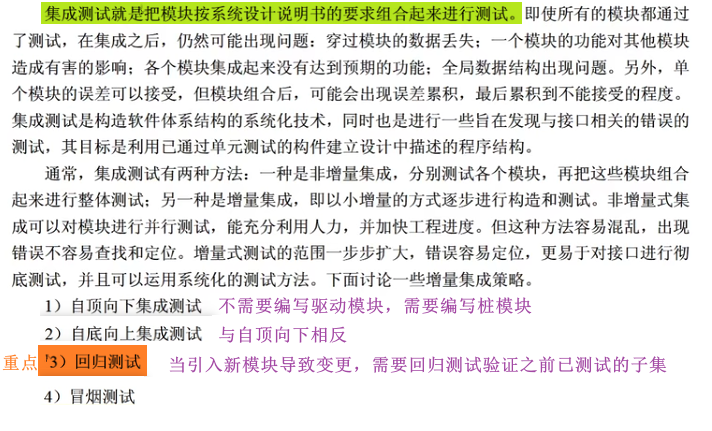 集成测试就是把模块按系统设计说明书的要求组合起来进行测试。即使所有的模块都通过
了测试，在集成之后，仍然可能出现问题：穿过模块的数据丢失；一个模块的功能对其他模块
造成有害的影响；各个模块集成起来没有达到预期的功能；全局数据结构出现问题。另外，单
个模块的误差可以接受，但模块组合后，可能会出现误差累积，最后累积到不能接受的程度。
集成测试是构造软件体系结构的系统化技术，同时也是进行一些旨在发现与接口相关的错误的
测试，其目标是利用已通过单元测试的构件建立设计中描述的程序结构。
通常，集成测试有两种方法：一种是非增量集成，分别测试各个模块，再把这些模块组合
起来进行整体测试；另一种是增量集成，即以小增量的方式逐步进行构造和测试。非增量式集
成可以对模块进行并行测试，能充分利用人力，并加快工程进度。但这种方法容易混乱，出现
错误不容易查找和定位。增量式测试的范围一步步扩大，错误容易定位，更易于对接口进行彻
底测试，并且可以运用系统化的测试方法。下面讨论一些增量集成策略。
1）自顶向下集成测试 不需要编写驱动模块，需要编写桩模块
2）自底向上集成测试 与自顶向下相反
重点 3）回归测试 当引入新模块导致变更，需要回归测试验证之前已测试的子集
4）冒烟测试